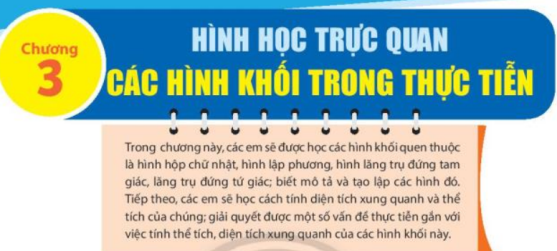 Chương
3
HÌNH HỌC TRỰC QUAN
CÁC HÌNH KHỐI TRONG THỰC TIỄN
Trong chương này, các em sẽ được học các hình khối quen thuộc
là hình hộp chữ nhật, hình lập phương, hình lăng trụ đứng tam
giác, lăng trụ đứng tứ giác; biết mô tả và tạo lập các hình đó.
Tiếp theo, các em sẽ học cách tính diện tích xung quanh và thể
tích của chúng; giải quyết được một số vấn đề thực tiễn gắn với
việc tính thể tích, diện tích xung quanh của các hình khối này.